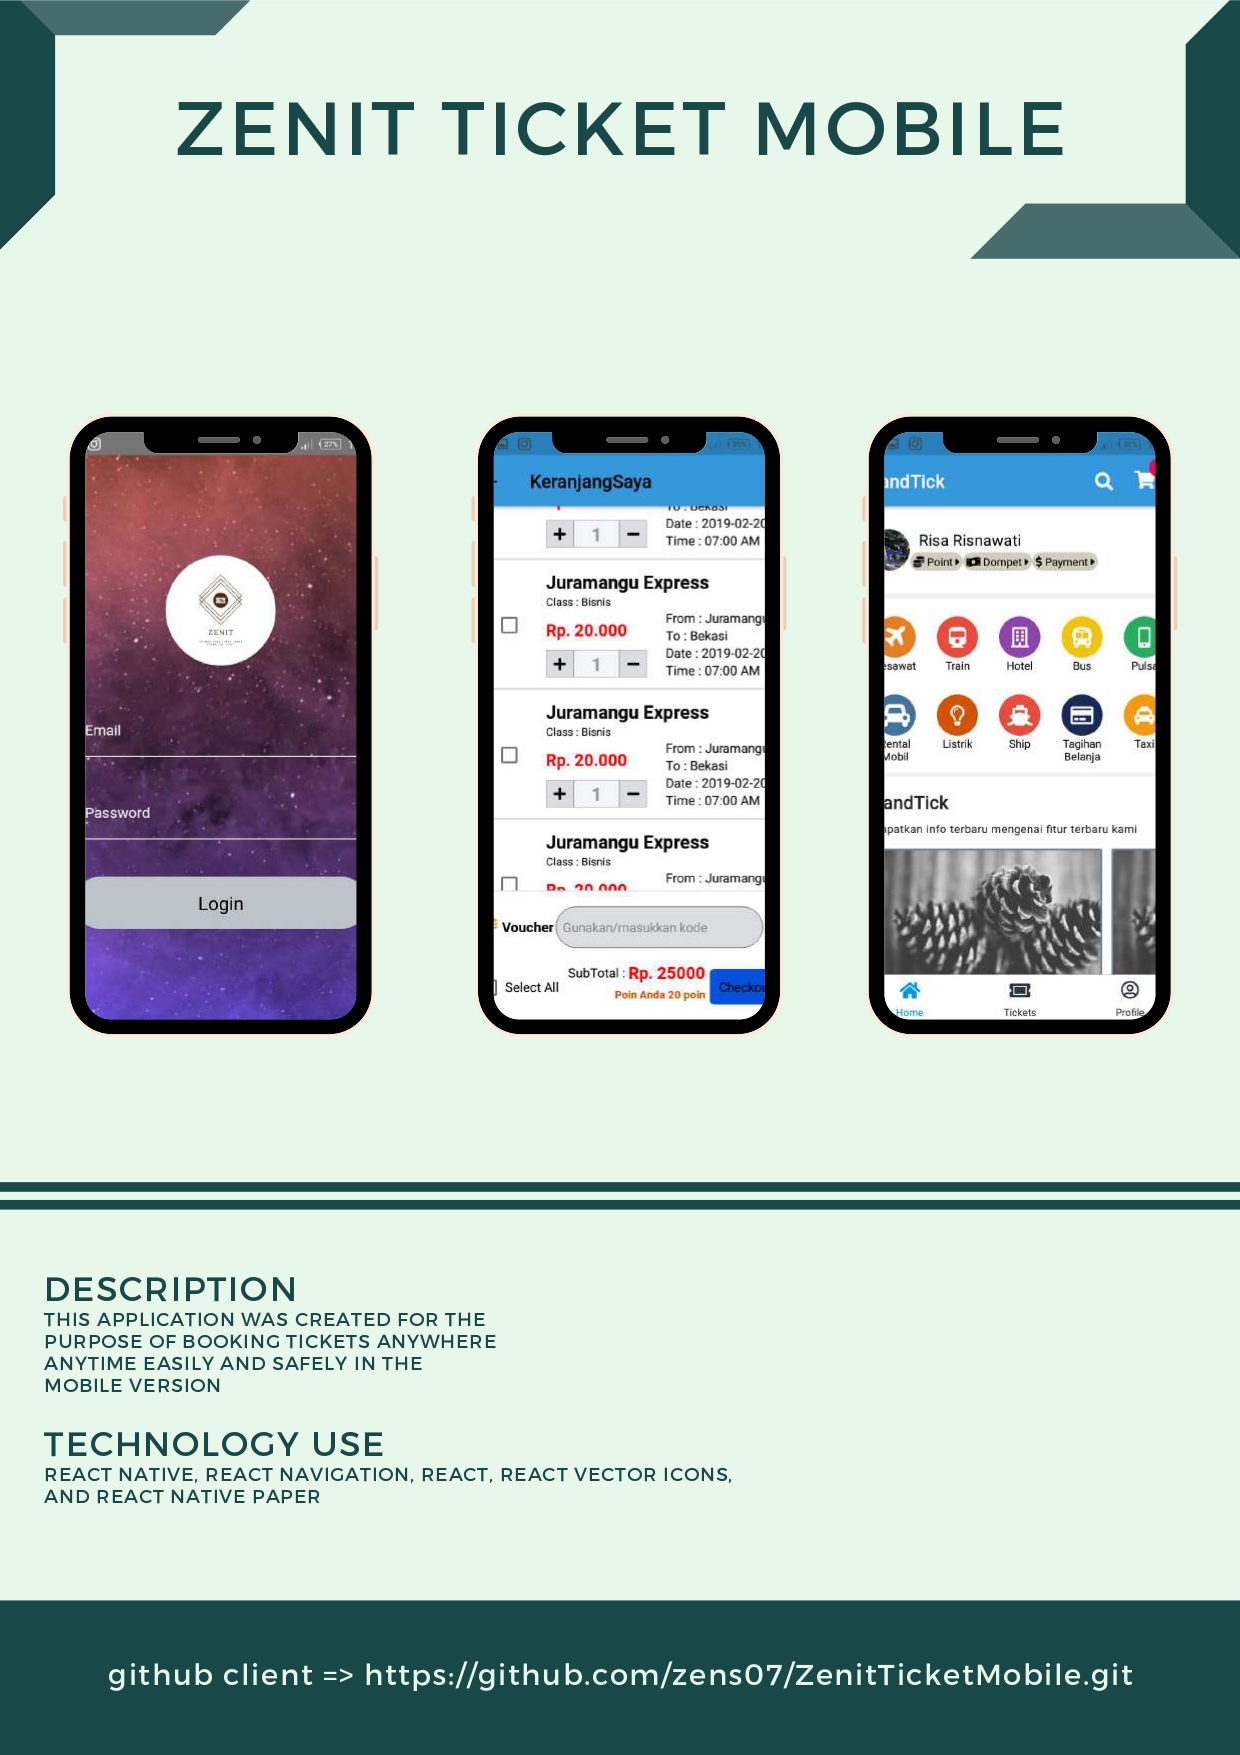 ZENIT TICKET MOBILE
27%
ZENIT
Email
Password
Login
KeranjangSaya
To : Bekasi
Date : 2019-02-20
Time : 07:00 AM
1
Juramangu Express
Class : Bisnis
Rp. 20.000
From : Juramangu
To : Bekasi
Date : 2019-02-20
Time : 07:00 AM
1
Juramangu Express
Class : Bisnis
Rp. 20.000
From : Juramangu
To : Bekasi
Date : 2019-02-20
Time : 07:00 AM
1
Juramangu Express
Class : Bisnis
Rp. 20.000
From : Juramangu
Voucher Gunakan/masukkan kode
Select All
SubTotal : Rp. 25000
Poin Anda 20 poin
Checkou
andTick
Risa Risnawati
Point Dompet $ Payment
esawat Train Hotel Bus Pulsa
Rental Mobil
Listrik
Ship
Tagihan Belanja
Taxi
andTick
apatkan info terbaru mengenai fitur terbaru kami
Home Tickets Profile
DESCRIPTION
THIS APPLICATION WAS CREATED FOR THE
PURPOSE OF BOOKING TICKETS ANYWHERE
ANYTIME EASILY AND SAFELY IN THE
MOBILE VERSION
TECHNOLOGY USE
REACT NATIVE, REACT NAVIGATION, REACT, REACT VECTOR ICONS,
AND REACT NATIVE PAPER
github client => https://github.com/zens07/ZenitTicketMobile.git